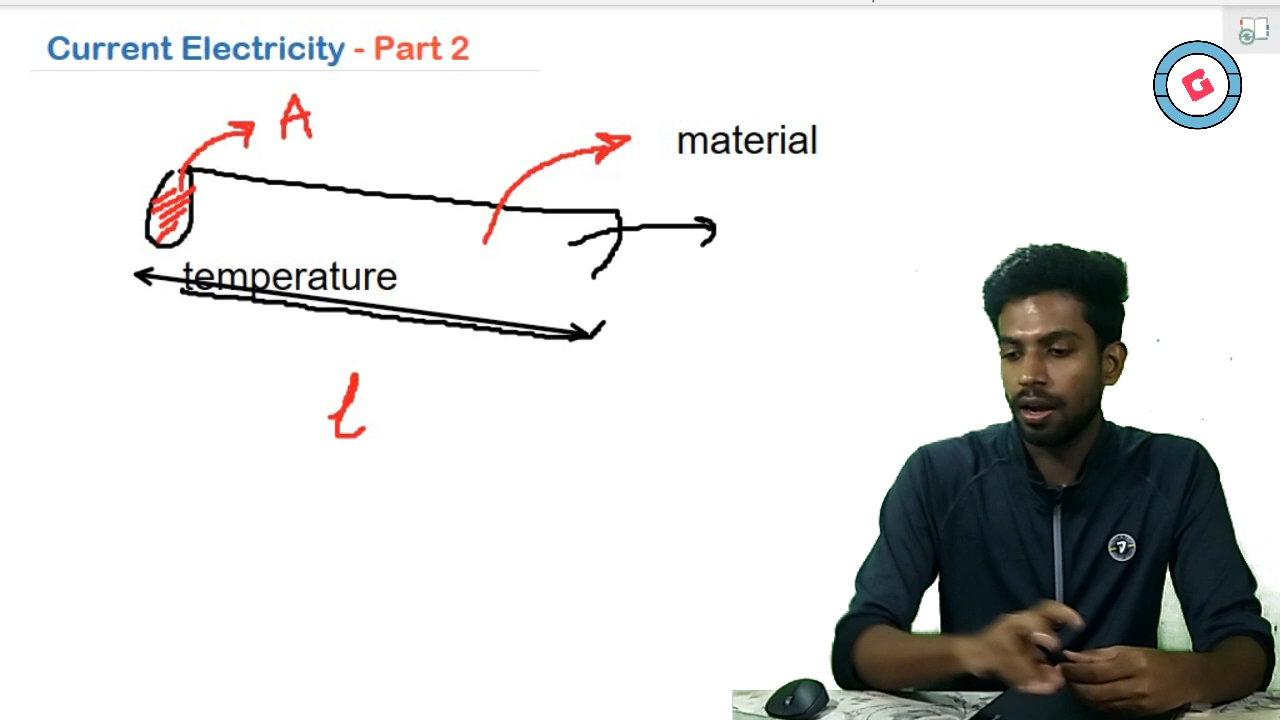 Current Electricity - Part 2
A
material
temperature
l